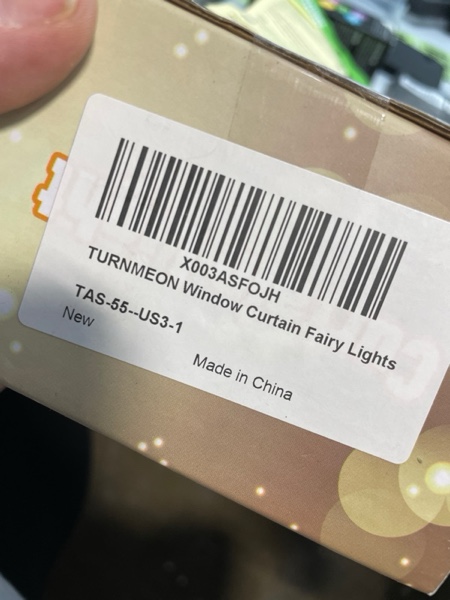 X003ASFOJH
TURNMEON Window Curtain Fairy Lights
TAS-55--US3-1
New
Made in China